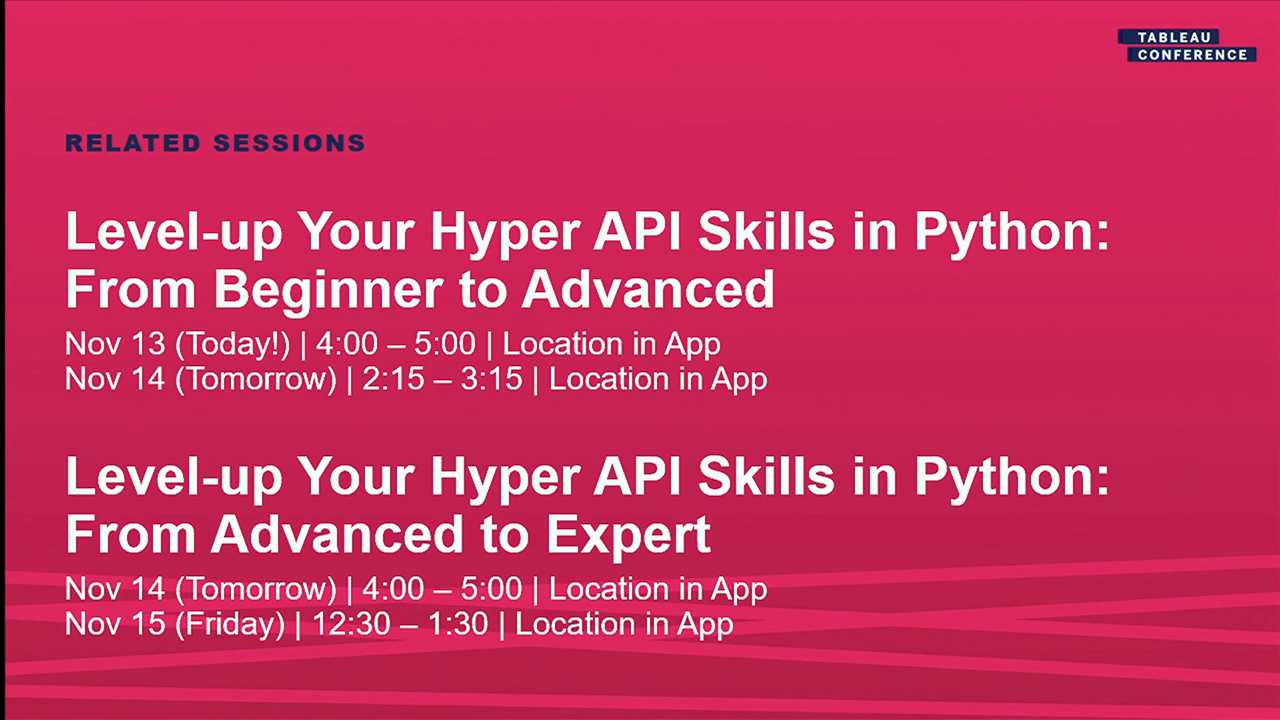 TABLEAU
CONFERENCE
RELATED SESSIONS
Level-up Your Hyper API Skills in Python:
From Beginner to Advanced
Nov 13 (Today!) | 4:00 – 5:00 | Location in App
Nov 14 (Tomorrow) | 2:15 – 3:15 | Location in App
Level-up Your Hyper API Skills in Python:
From Advanced to Expert
Nov 14 (Tomorrow) | 4:00 – 5:00 | Location in App
Nov 15 (Friday) | 12:30 – 1:30 | Location in App